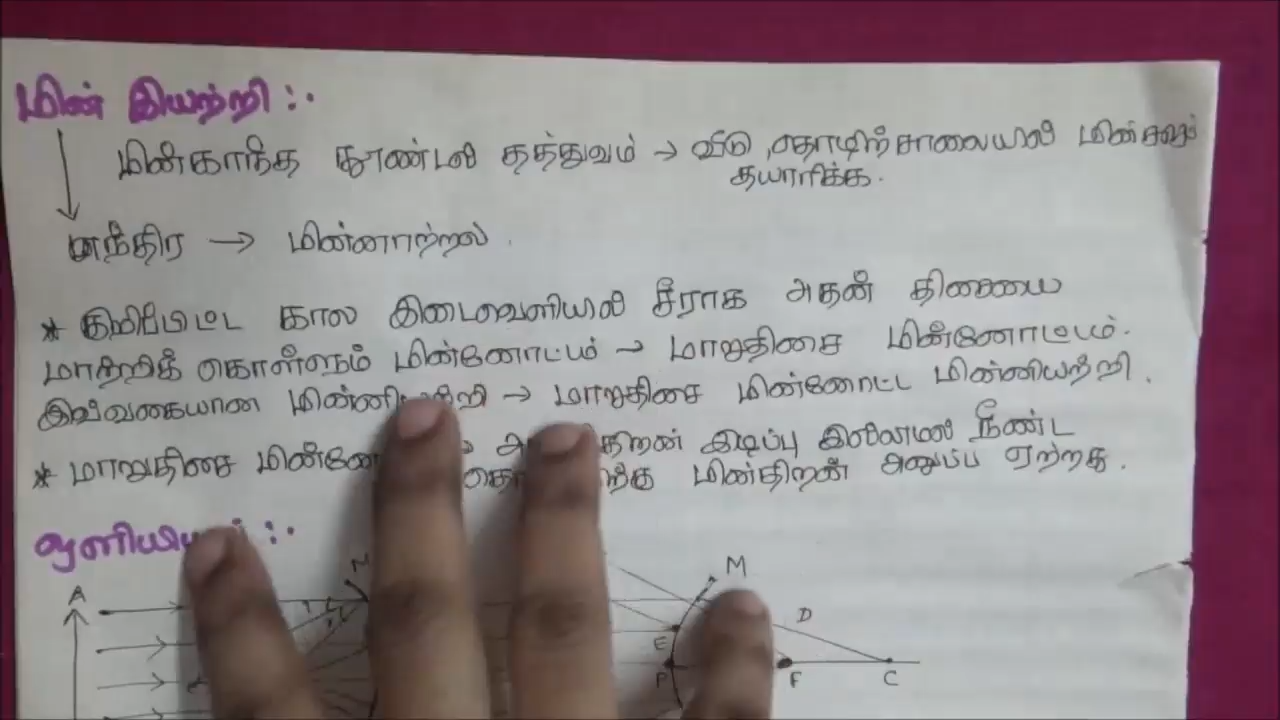 மின் இயற்றி :.
மின்காந்த தூண்டல் தத்துவம் → வீடு, தொழிற்சாலையில் மின்சலும்
தயாரிக்க.
எந்திர → மின்னாற்றல்.
* குறிப்பிட்ட கால இடைவெளியில் சீராக அதன் திசையை
மாற்றிக் கொள்ளும் மின்னோட்டம் → மாறுதிசை மின்னோட்டம்.
இவ்வகையான → மாறுதிசை மின்னோட்ட மின்னியற்றி.
* மாறுதிசை இழப்பு இல்லாமல் நீண்ட
மின்திறன் அனுப்ப ஏற்றது.
:.
A M M
D
E
P F C